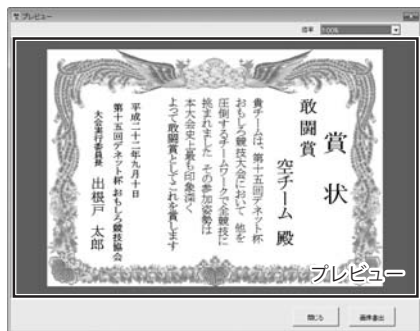 プレビュー
倍率 100%
賞状
敢闘賞
空チーム 殿
貴チームは、第十五回デネット杯
おもしろ競技大会において 他を
圧倒するチームワークで全競技に
挑まれました その参加姿勢は
本大会史上最も印象深く
よって敢闘賞としてこれを賞します
平成二十二年九月十日
第十五回デネット杯 おもしろ競技協会
大会実行委員長 出根戸 太郎
プレビュー
閉じる
画像書出